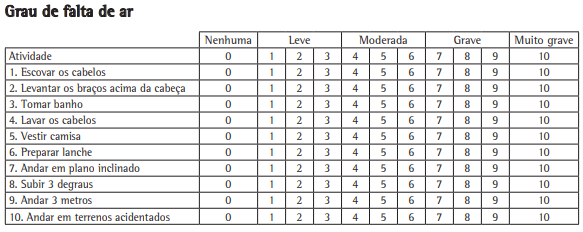 Grau de falta de ar
Nenhuma Leve Moderada Grave Muito grave
Atividade 0 1 2 3 4 5 6 7 8 9 10
1. Escovar os cabelos 0 1 2 3 4 5 6 7 8 9 10
2. Levantar os braços acima da cabeça 0 1 2 3 4 5 6 7 8 9 10
3. Tomar banho 0 1 2 3 4 5 6 7 8 9 10
4. Lavar os cabelos 0 1 2 3 4 5 6 7 8 9 10
5. Vestir camisa 0 1 2 3 4 5 6 7 8 9 10
6. Preparar lanche 0 1 2 3 4 5 6 7 8 9 10
7. Andar em plano inclinado 0 1 2 3 4 5 6 7 8 9 10
8. Subir 3 degraus 0 1 2 3 4 5 6 7 8 9 10
9. Andar 3 metros 0 1 2 3 4 5 6 7 8 9 10
10. Andar em terrenos acidentados 0 1 2 3 4 5 6 7 8 9 10